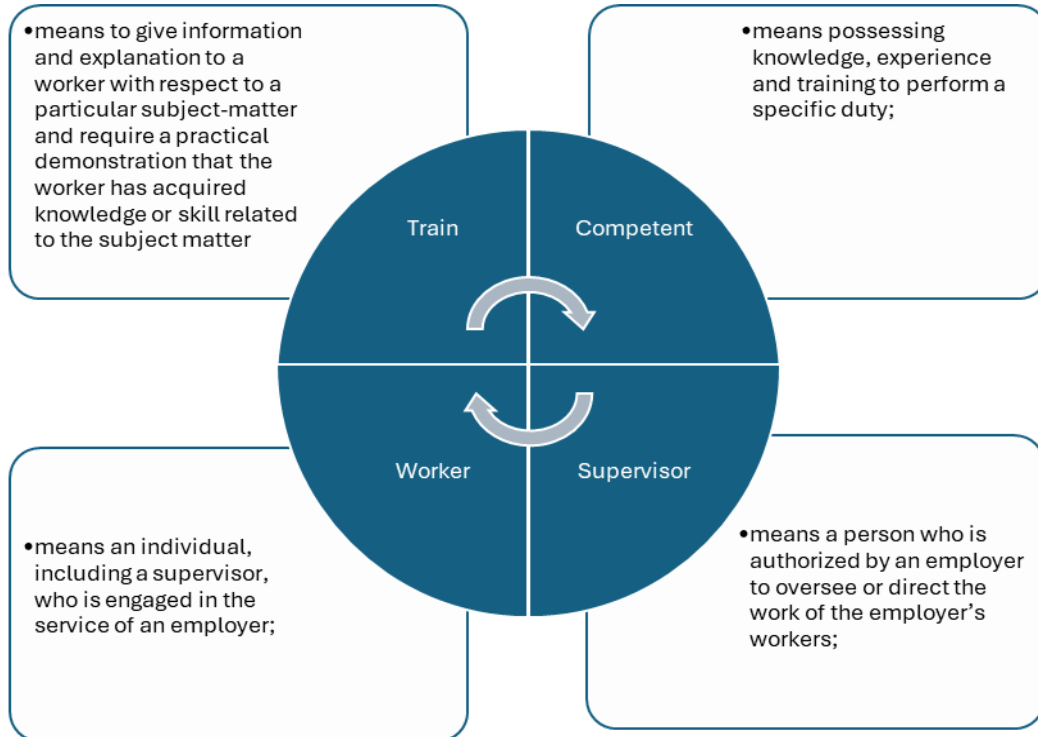 •means to give information
and explanation to a
worker with respect to a
particular subject-matter
and require a practical
demonstration that the
worker has acquired
knowledge or skill related
to the subject matter
•means possessing
knowledge, experience
and training to perform a
specific duty;
Train
Competent
Worker
Supervisor
•means an individual,
including a supervisor,
who is engaged in the
service of an employer;
•means a person who is
authorized by an employer
to oversee or direct the
work of the employer’s
workers;